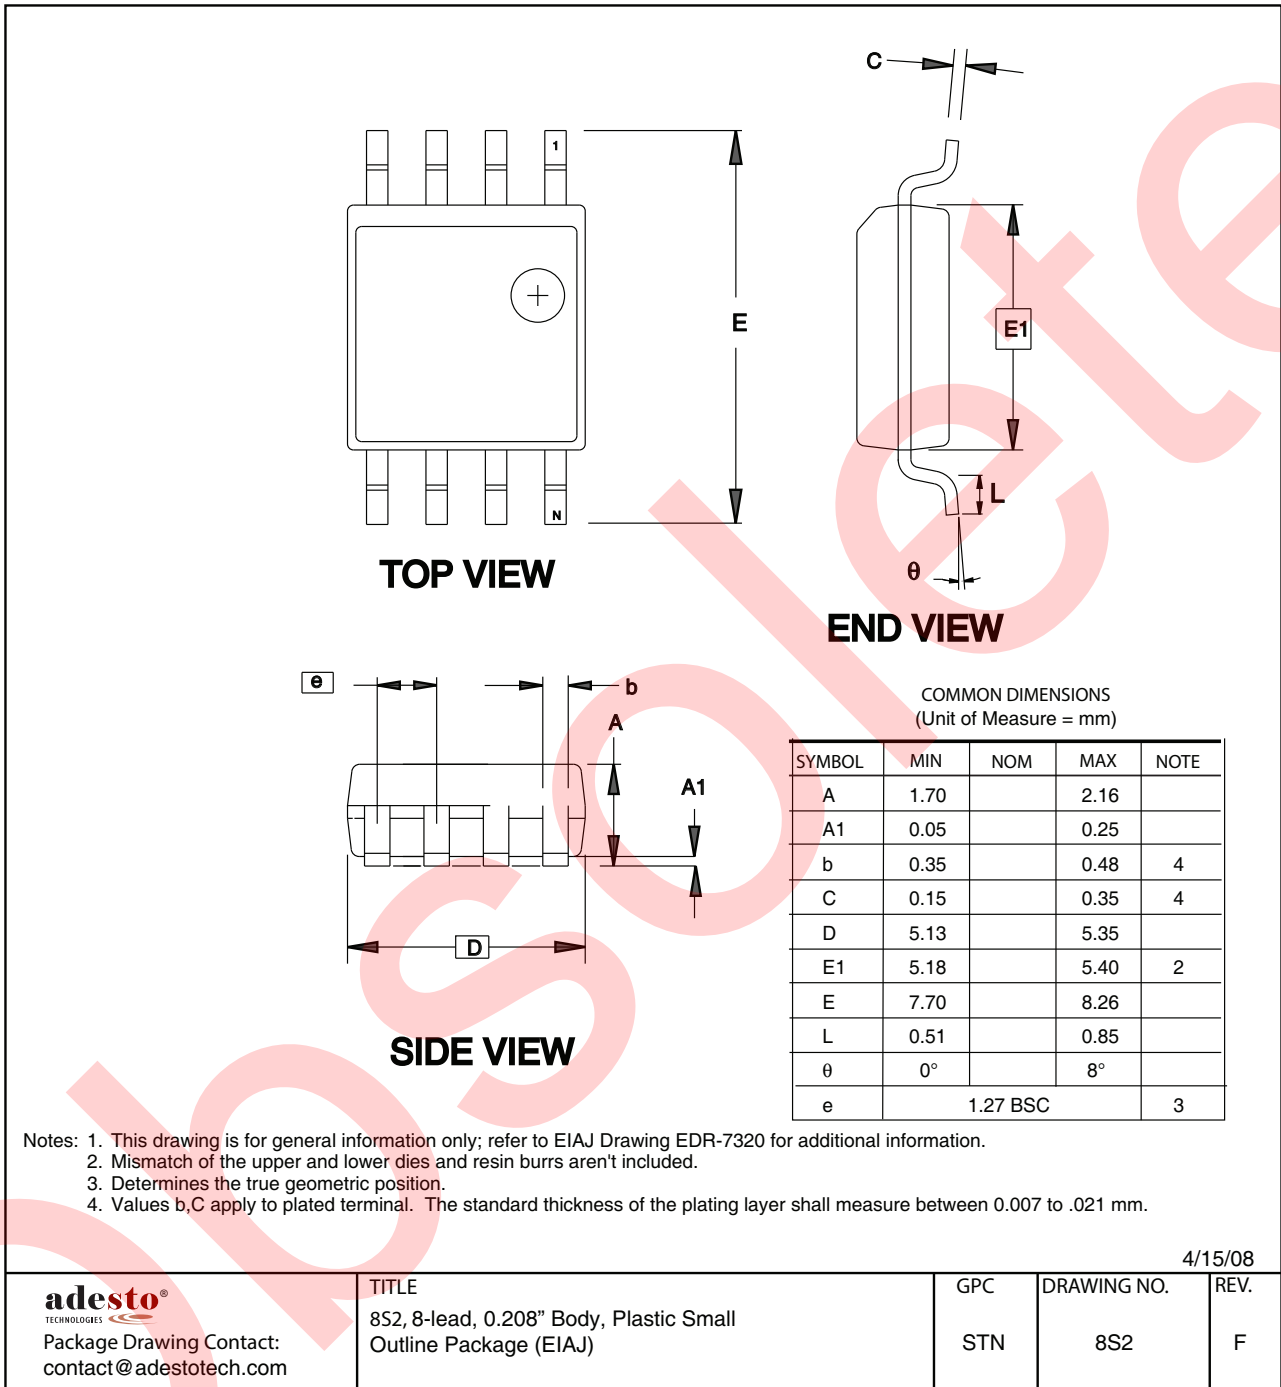 C
1
E
E1
N
L
TOP VIEW
θ
END VIEW
e
b
A
A1
D
SIDE VIEW
COMMON DIMENSIONS
(Unit of Measure = mm)
SYMBOL MIN NOM MAX NOTE
A 1.70 2.16
A1 0.05 0.25
b 0.35 0.48 4
C 0.15 0.35 4
D 5.13 5.35
E1 5.18 5.40 2
E 7.70 8.26
L 0.51 0.85
θ 0° 8°
e 1.27 BSC 3
Notes: 1. This drawing is for general information only; refer to EIAJ Drawing EDR-7320 for additional information.
2. Mismatch of the upper and lower dies and resin burrs aren't included.
3. Determines the true geometric position.
4. Values b,C apply to plated terminal. The standard thickness of the plating layer shall measure between 0.007 to .021 mm.
4/15/08
adesto®
TECHNOLOGIES
Package Drawing Contact:
contact@adestotech.com
TITLE
8S2, 8-lead, 0.208” Body, Plastic Small
Outline Package (EIAJ)
GPC
STN
DRAWING NO.
8S2
REV.
F
Obsolete